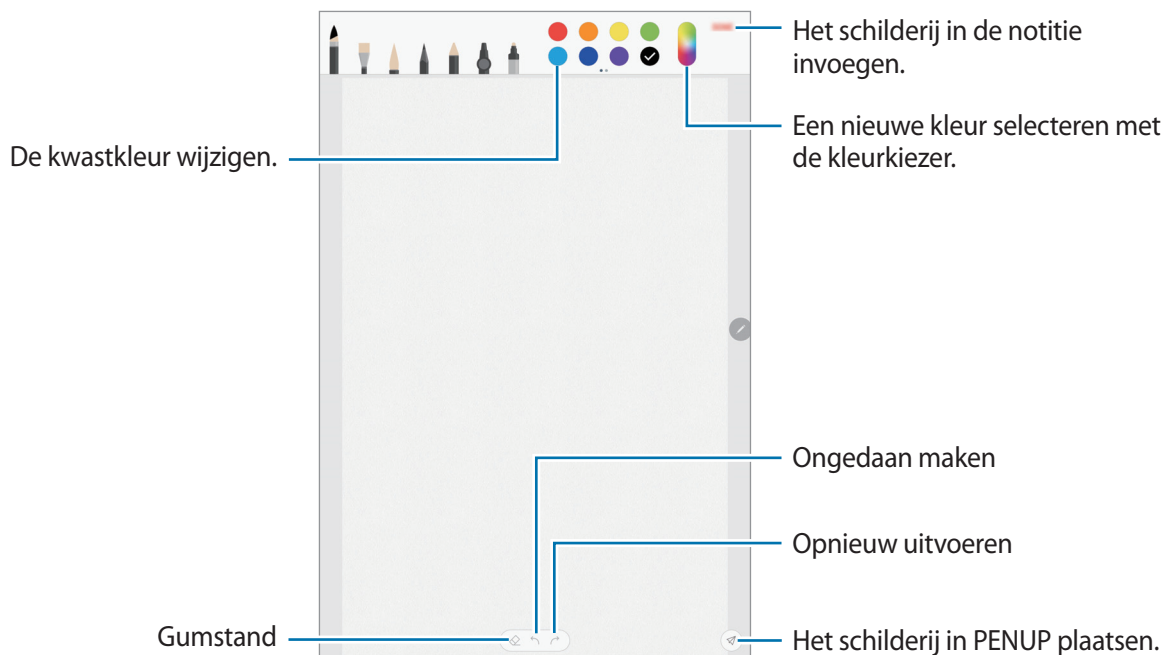 Het schilderij in de notitie
invoegen.
Een nieuwe kleur selecteren met
de kleurkiezer.
De kwastkleur wijzigen.
Ongedaan maken
Opnieuw uitvoeren
Gumstand
Het schilderij in PENUP plaatsen.